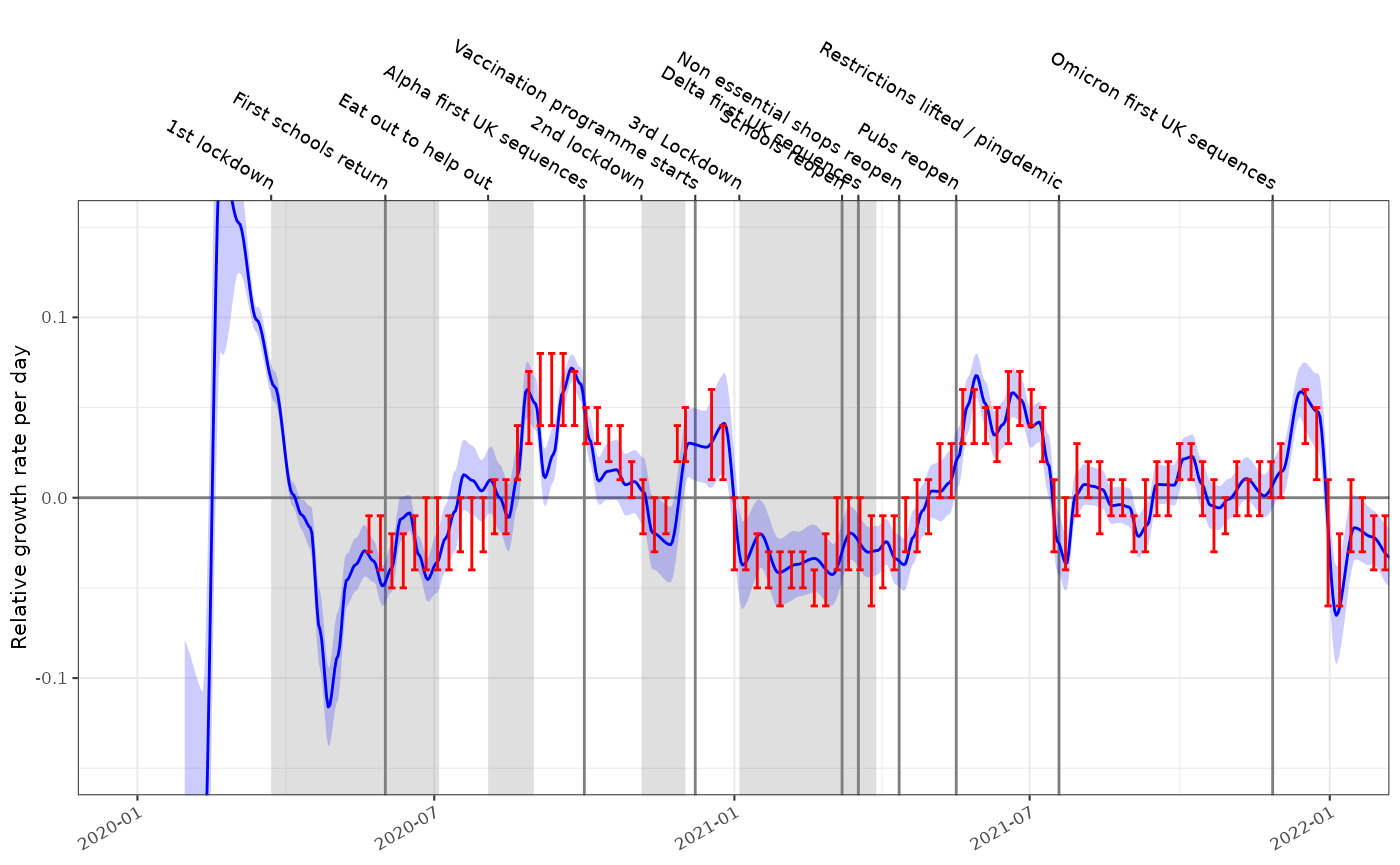 1st lockdown
First schools return
Eat out to help out
Alpha first UK sequences
2nd lockdown
Vaccination programme starts
3rd Lockdown
Schools reopen
Delta first UK sequences
Non essential shops reopen
Pubs reopen
Restrictions lifted / pingdemic
Omicron first UK sequences
Relative growth rate per day
0.1
0.0
-0.1
2020-01
2020-07
2021-01
2021-07
2022-01